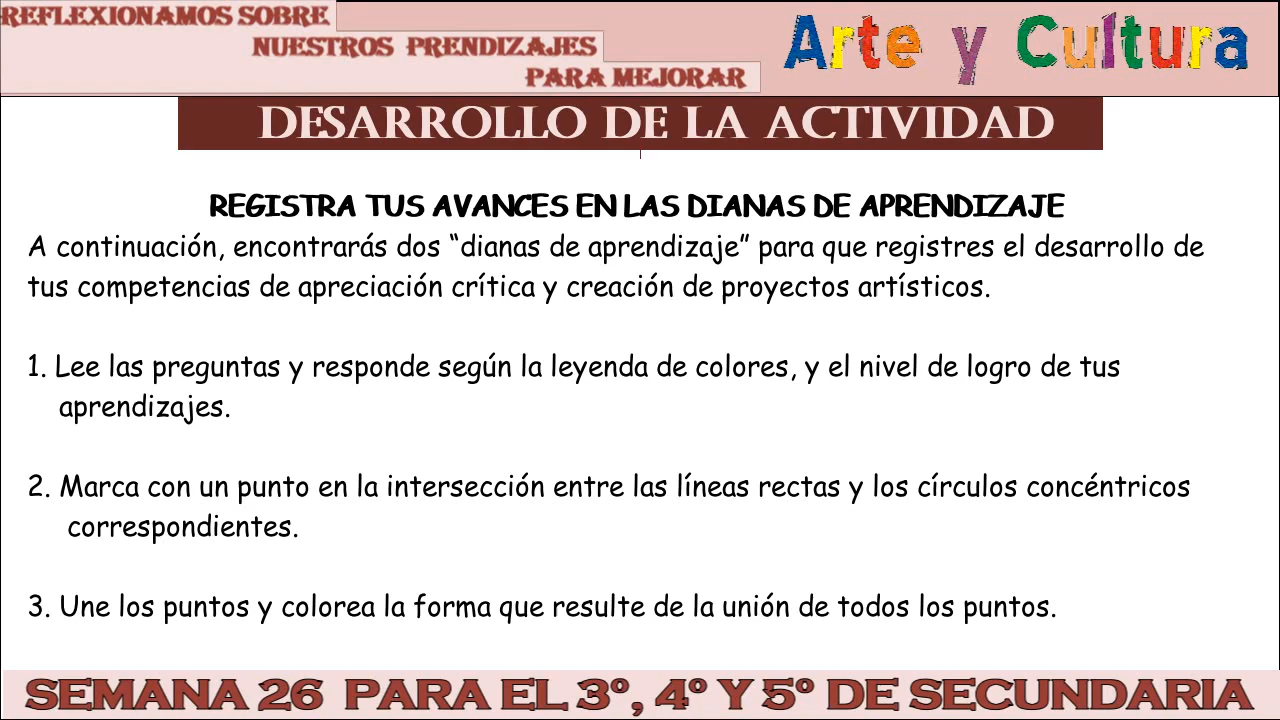 REFLEXIONAMOS SOBRE
NUESTROS PRENDIZAJES
PARA MEJORAR
Arte y Cultura
DESARROLLO DE LA ACTIVIDAD
REGISTRA TUS AVANCES EN LAS DIANAS DE APRENDIZAJE
A continuación, encontrarás dos “dianas de aprendizaje” para que registres el desarrollo de
tus competencias de apreciación crítica y creación de proyectos artísticos.
1. Lee las preguntas y responde según la leyenda de colores, y el nivel de logro de tus
aprendizajes.
2. Marca con un punto en la intersección entre las líneas rectas y los círculos concéntricos
correspondientes.
3. Une los puntos y colorea la forma que resulte de la unión de todos los puntos.
SEMANA 26 PARA EL 3º, 4º Y 5º DE SECUNDARIA